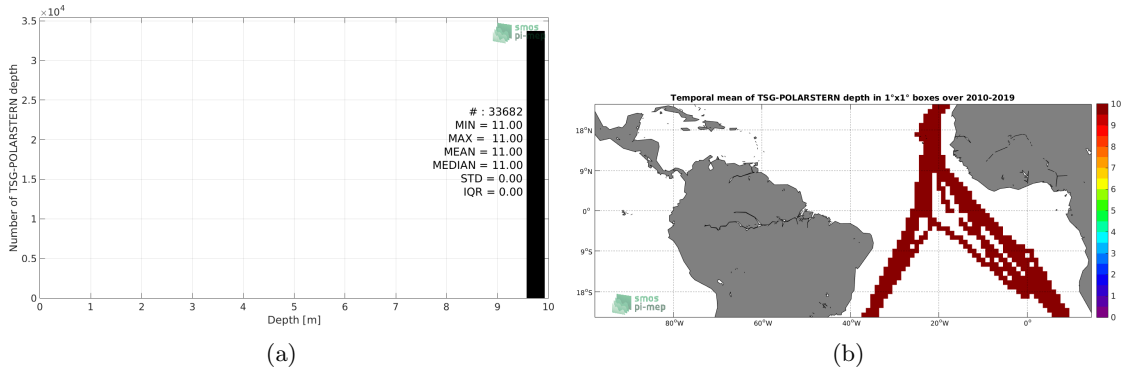 3.5 ×10⁴
3
2.5
2
1.5
1
0.5
0
Number of TSG-POLARSTERN depth
smos
pi-mep
# : 33682
MIN = 11.00
MAX = 11.00
MEAN = 11.00
MEDIAN = 11.00
STD = 0.00
IQR = 0.00
0 1 2 3 4 5 6 7 8 9 10
Depth [m]
(a)
Temporal mean of TSG-POLARSTERN depth in 1°x1° boxes over 2010-2019
18°N
9°N
0°
9°S
18°S
smos
pi-mep
80°W 60°W 40°W 20°W 0°
10
9
8
7
6
5
4
3
2
1
0
(b)